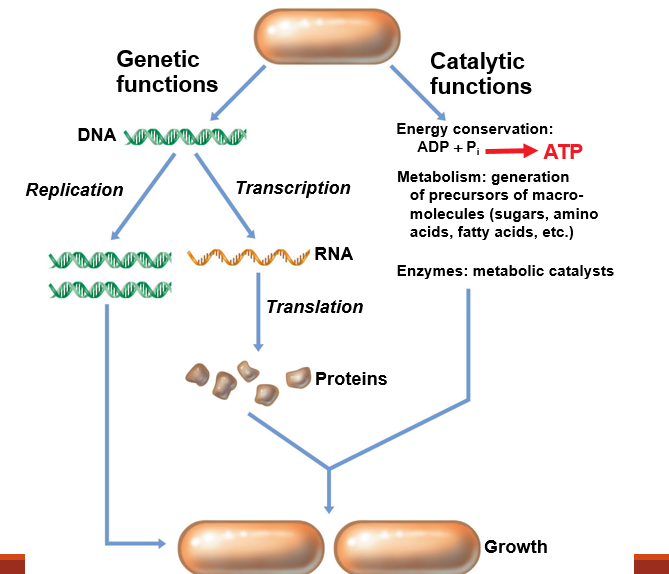 Genetic
functions
Catalytic
functions
DNA
Energy conservation:
ADP + Pi
ATP
Replication
Transcription
Metabolism: generation
of precursors of macro-
molecules (sugars, amino
acids, fatty acids, etc.)
RNA
Enzymes: metabolic catalysts
Translation
Proteins
Growth